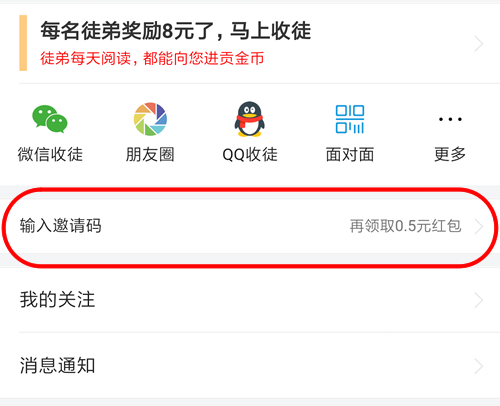 每名徒弟奖励8元了，马上收徒
徒弟每天阅读，都能向您进贡金币
微信收徒 朋友圈 QQ收徒 面对面 更多
输入邀请码 再领取0.5元红包
我的关注
消息通知